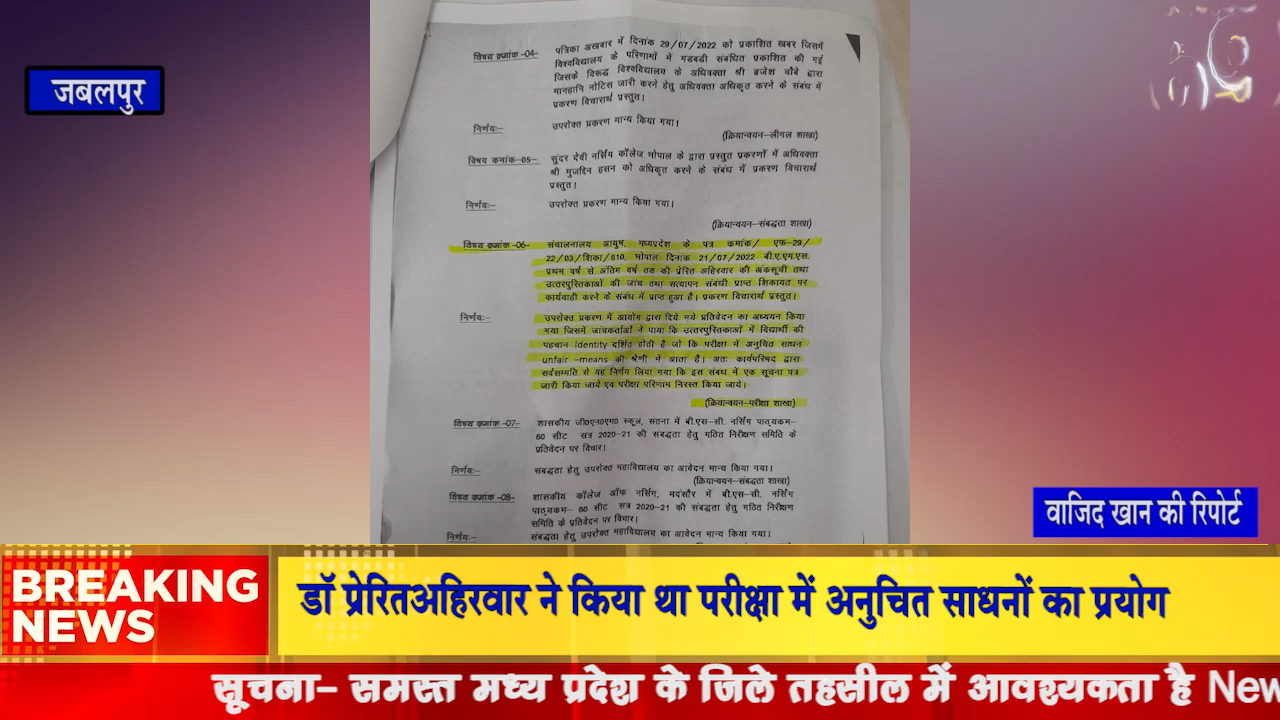 जबलपुर
विषय क्रमांक -04-
पत्रिका अखबार में दिनांक 29/07/2022 को प्रकाशित खबर जिसमें
विश्वविद्यालय के परिणामों में गडबडी संबंधित प्रकाशित की गई
जिसके विरूद्ध विश्वविद्यालय के अधिवक्ता श्री ब्रजेश चौबे द्वारा
मानहानि नोटिस जारी करने हेतु अधिवक्ता अधिकृत करने के संबंध में
प्रकरण विचारार्थ प्रस्तुत।
निर्णयः- उपरोक्त प्रकरण मान्य किया गया।
(क्रियान्वयन-लीगल शाखा)
विषय क्रमांक -05- सुंदर देवी नर्सिंग कॉलेज भोपाल के द्वारा प्रस्तुत प्रकरणों में अधिवक्ता
श्री मुजद्दिन हसन को अधिकृत करने के संबंध में प्रकरण विचारार्थ
प्रस्तुत।
निर्णयः- उपरोक्त प्रकरण मान्य किया गया।
(क्रियान्वयन-संबद्धता शाखा)
विषय क्रमांक -06- संचालनालय आयुष, मध्यप्रदेश के पत्र क्रमांक/ एफ-29/
22/03/शिका/610, भोपाल दिनांक 21/07/2022 बी.ए.एम.एस.
प्रथम वर्ष से अंतिम वर्ष तक की प्रेरित अहिरवार की अंकसूची तथा
उत्तरपुस्तिकाओं की जांच तथा सत्यापन संबंधी प्राप्त शिकायत पर
कार्यवाही करने के संबंध में प्राप्त हुआ है। प्रकरण विचारार्थ प्रस्तुत।
निर्णयः- उपरोक्त प्रकरण में आयोग द्वारा दिये गये प्रतिवेदन का अध्ययन किया
गया जिसमें जांचकर्ताओं ने पाया कि उत्तरपुस्तिकाओं में विद्यार्थी की
पहचान Identity दर्शित होती है जो कि परीक्षा में अनुचित साधन
unfair -means की श्रेणी में आता है। अतः कार्यपरिषद द्वारा
सर्वसम्मति से यह निर्णय लिया गया कि इस संबंध में एक सूचना पत्र
जारी किया जाये एवं परीक्षा परिणाम निरस्त किया जाये।
(क्रियान्वयन-परीक्षा शाखा)
विषय क्रमांक -07- शासकीय जी0एन0एम0 स्कूल, सतना में बी.एस-सी. नर्सिंग पाठ्यक्रम-
60 सीट सत्र 2020-21 की संबद्धता हेतु गठित निरीक्षण समिति के
प्रतिवेदन पर विचार।
निर्णयः- संबद्धता हेतु उपरोक्त महाविद्यालय का आवेदन मान्य किया गया।
(क्रियान्वयन-संबद्धता शाखा)
विषय क्रमांक -08- शासकीय कॉलेज ऑफ नर्सिंग, मदसौर में बी.एस-सी. नर्सिंग
पाठ्यक्रम- 60 सीट सत्र 2020-21 की संबद्धता हेतु गठित निरीक्षण
समिति के प्रतिवेदन पर विचार।
निर्णयः- संबद्धता हेतु उपरोक्त महाविद्यालय का आवेदन मान्य किया गया।
वाजिद खान की रिपोर्ट
BREAKING
NEWS
डॉ प्रेरितअहिरवार ने किया था परीक्षा में अनुचित साधनों का प्रयोग
सूचना- समस्त मध्य प्रदेश के जिले तहसील में आवश्यकता है New